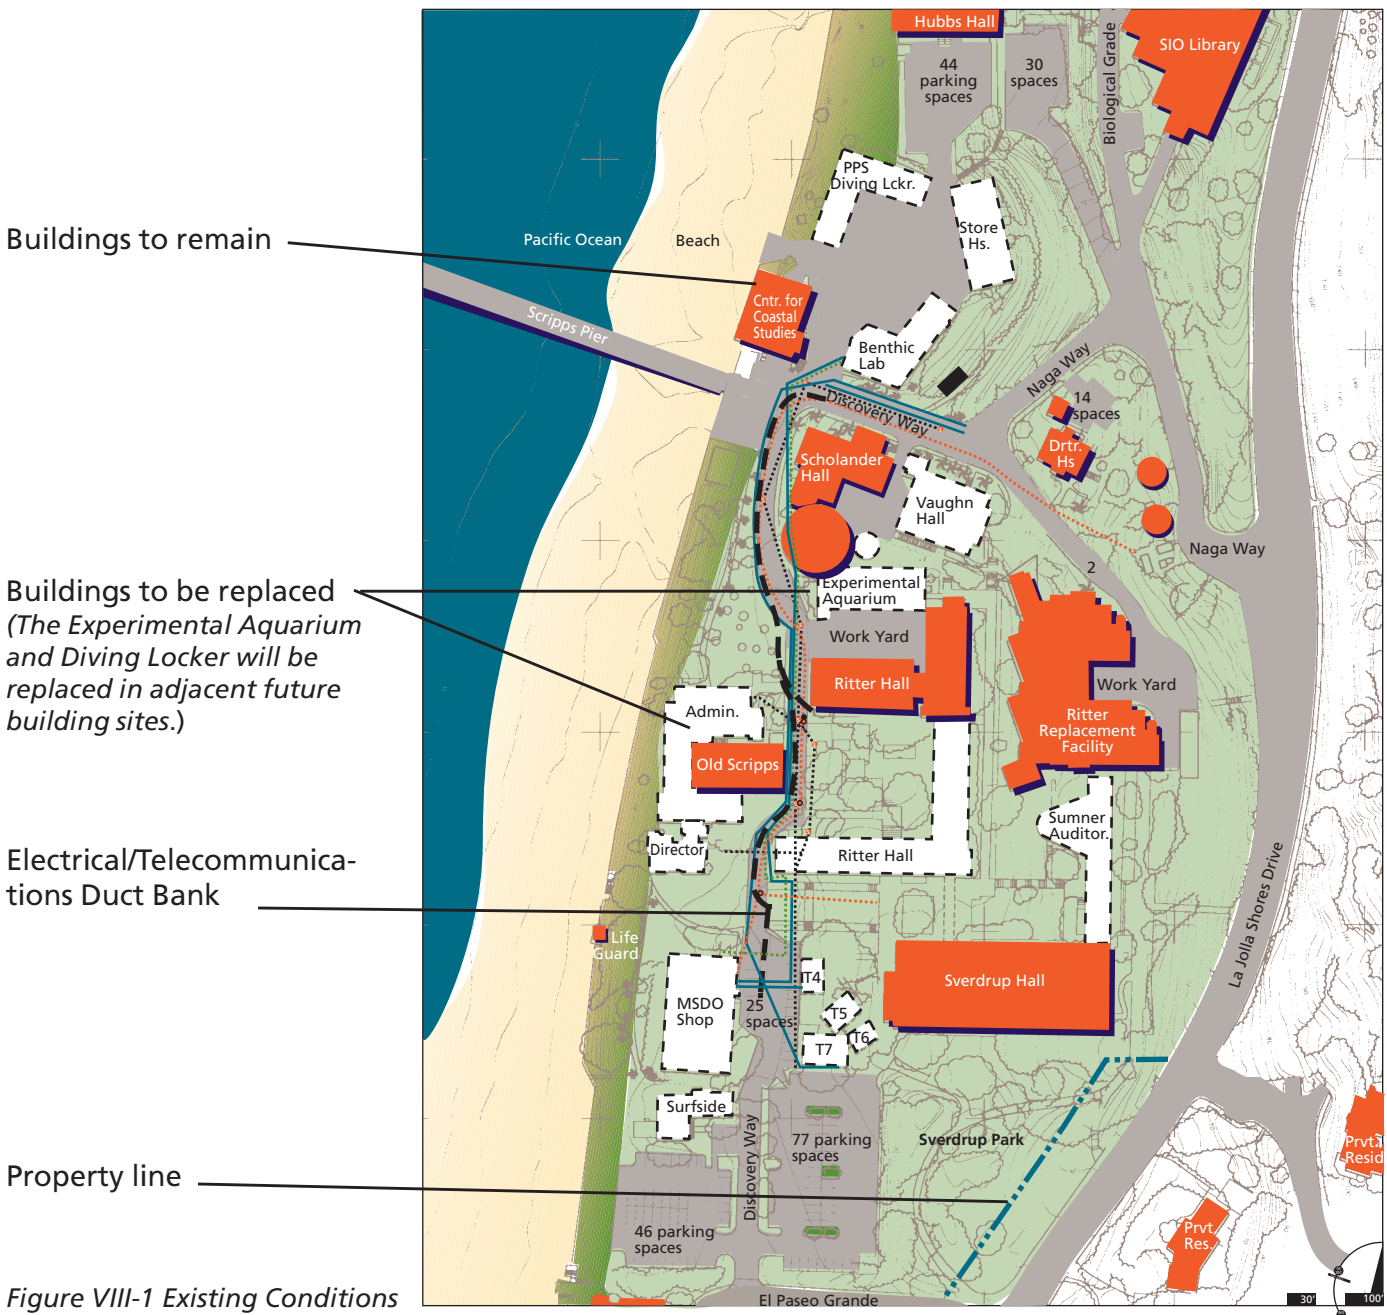 Hubbs Hall
SIO Library
44
parking
spaces
30
spaces
Biological Grade
PPS
Diving Lckr.
Store
Hs.
Buildings to remain
Pacific Ocean
Beach
Cntr. for
Coastal
Studies
Scripps Pier
Benthic
Lab
Naga Way
14
spaces
Discovery Way
Drtr.
Hs
Scholander
Hall
Vaughn
Hall
Naga Way
2
Buildings to be replaced
(The Experimental Aquarium
and Diving Locker will be
replaced in adjacent future
building sites.)
Experimental
Aquarium
Work Yard
Ritter Hall
Work Yard
Admin.
Ritter
Replacement
Facility
Old Scripps
Sumner
Auditor.
Director
Ritter Hall
Electrical/Telecommunica-
tions Duct Bank
La Jolla Shores Drive
Life
Guard
T4
Sverdrup Hall
MSDO
Shop
25
spaces
T5
T6
T7
Surfside
Discovery Way
77 parking
spaces
Sverdrup Park
Prvt.
Resid
Property line
46 parking
spaces
Prvt.
Res.
Figure VIII-1 Existing Conditions
El Paseo Grande
30'
100'